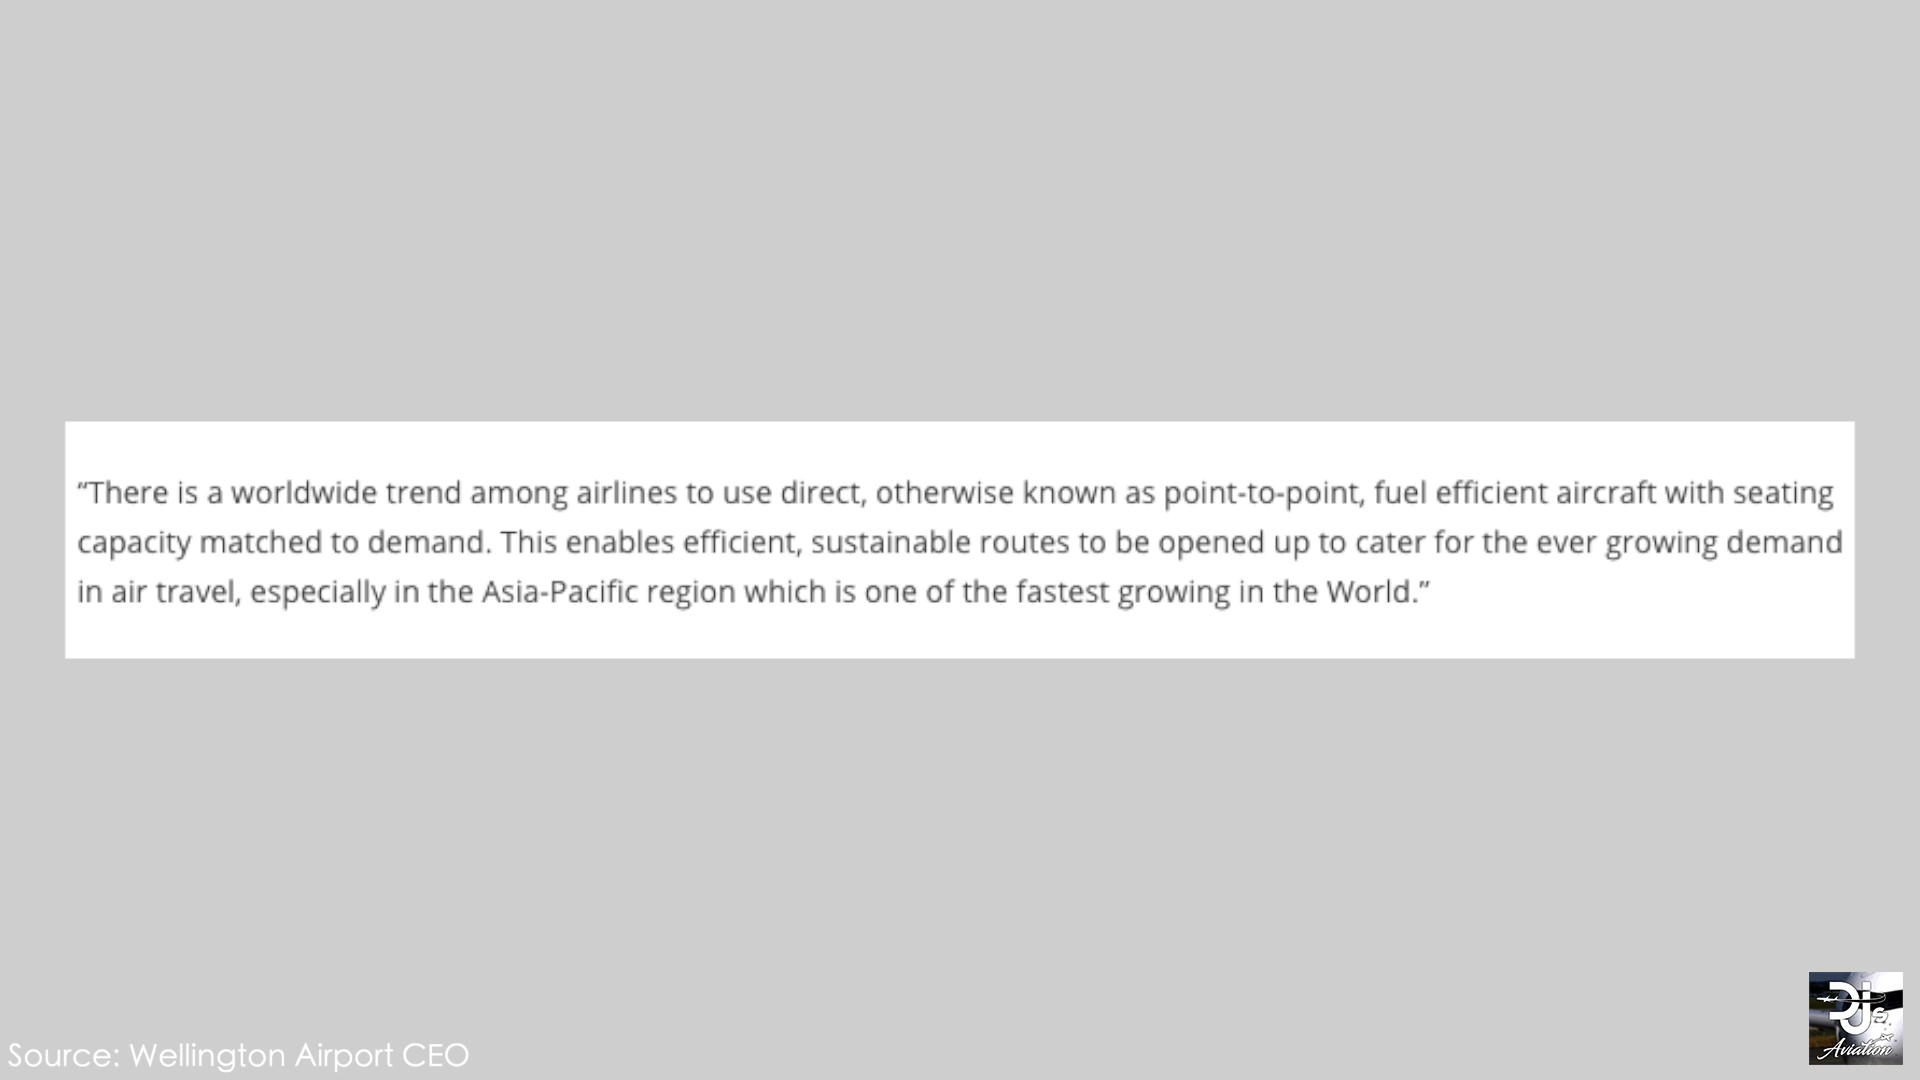 “There is a worldwide trend among airlines to use direct, otherwise known as point-to-point, fuel efficient aircraft with seating
capacity matched to demand. This enables efficient, sustainable routes to be opened up to cater for the ever growing demand
in air travel, especially in the Asia-Pacific region which is one of the fastest growing in the World.”
Source: Wellington Airport CEO
DJs
Aviation